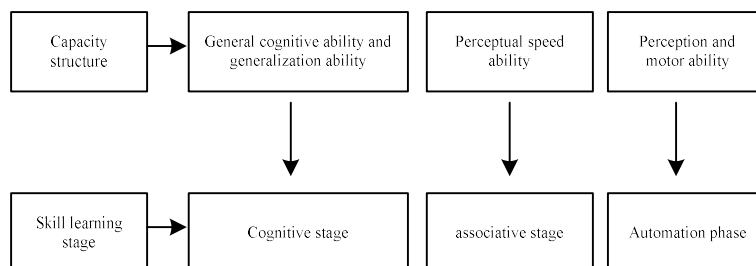 Capacity
structure
General cognitive ability and
generalization ability
Perceptual speed
ability
Perception and
motor ability
Skill learning
stage
Cognitive stage
associative stage
Automation phase